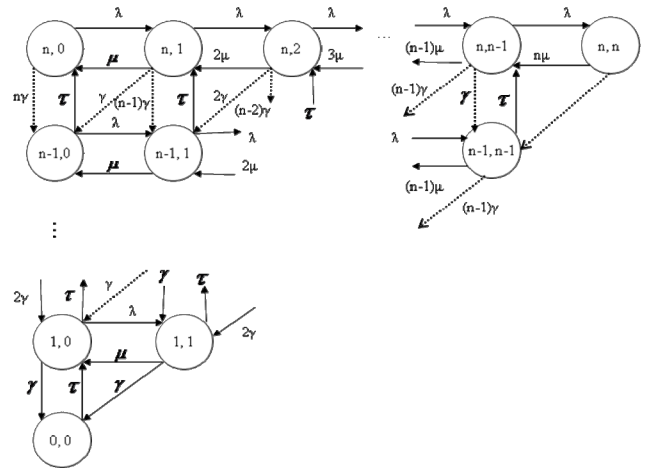 λ λ λ ... λ λ
n, 0 n, 1 n,2 n,n-1 n, n
μ 2μ 3μ (n-1)μ nμ
nγ τ γ (n-1)γ τ 2γ (n-2)γ τ (n-1)γ γ τ
λ λ λ
n-1,0 n-1, 1 n-1, n-1
μ 2μ (n-1)μ
(n-1)γ
⋮
2γ τ γ γ τ
λ
1, 0 1, 1 2γ
μ
γ τ γ
0, 0